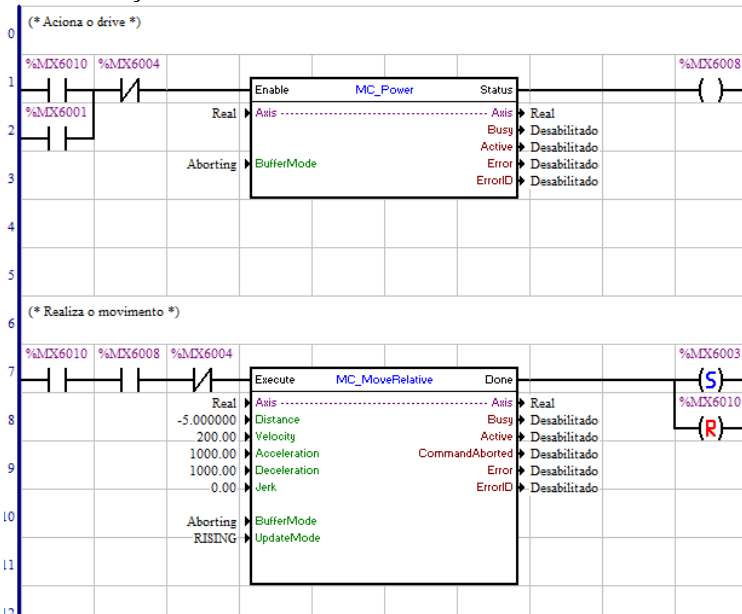 0 (* Aciona o drive *)
%MX6010 %MX6004 %MX6008
1 Enable MC_Power Status
%MX6001 Real Axis Axis Real
2 Busy Desabilitado
Active Desabilitado
Aborting BufferMode Error Desabilitado
3 ErrorID Desabilitado
4
5
(* Realiza o movimento *)
6
%MX6010 %MX6008 %MX6004 %MX6003
7 Execute MC_MoveRelative Done (S)
Real Axis Axis Real %MX6010
8 -5.000000 Distance Busy Desabilitado (R)
200.00 Velocity Active Desabilitado
1000.00 Acceleration CommandAborted Desabilitado
9 1000.00 Deceleration Error Desabilitado
0.00 Jerk ErrorID Desabilitado
10 Aborting BufferMode
RISING UpdateMode
11
12